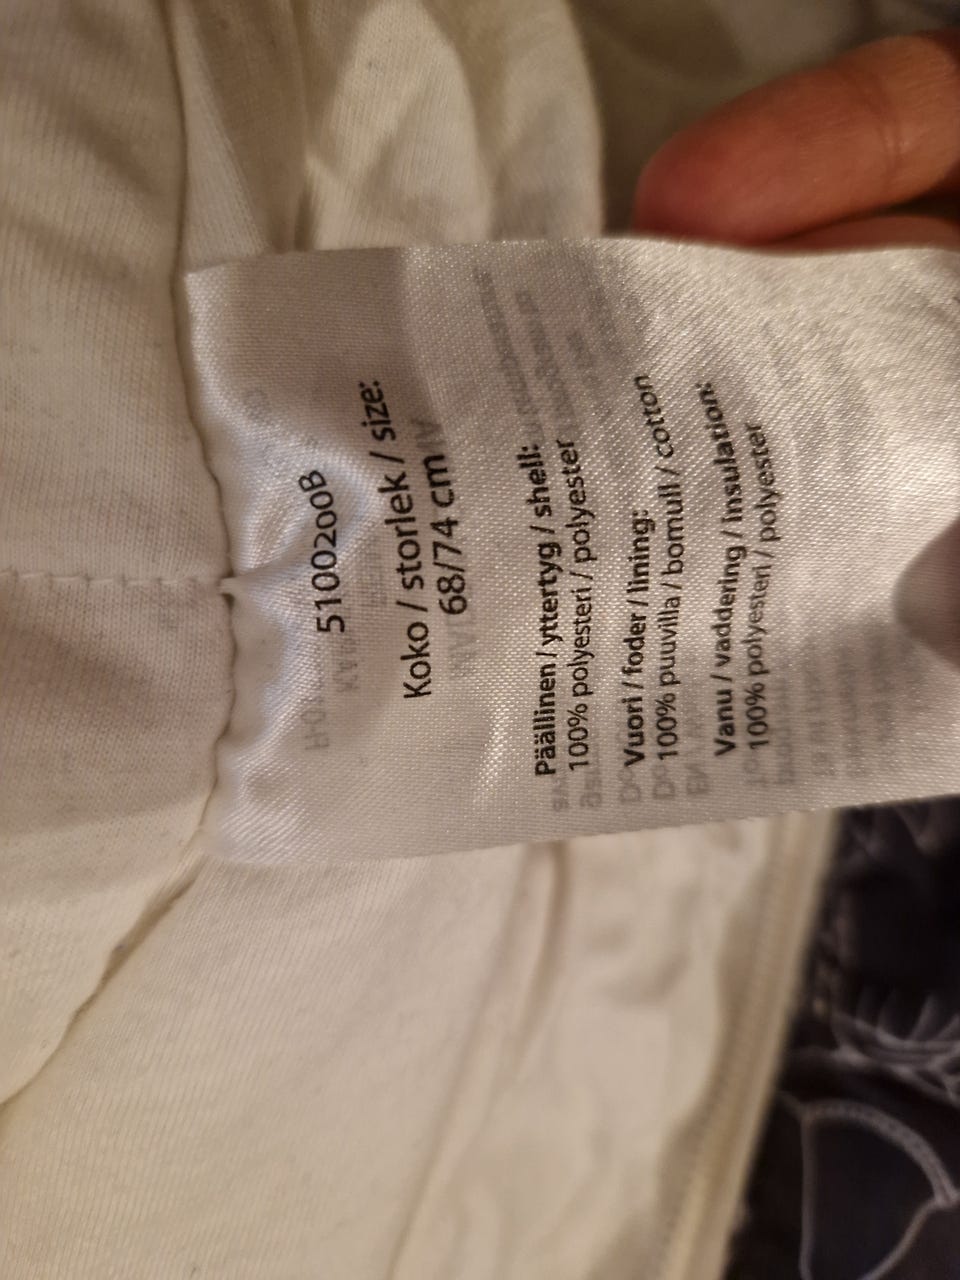 5100200B
Koko / storlek / size:
68/74 cm
Päällinen / yttertyg / shell:
100% polyesteri / polyester
Vuori / foder / lining:
100% puuvilla / bomull / cotton
Vanu / vaddering / insulation:
100% polyesteri / polyester